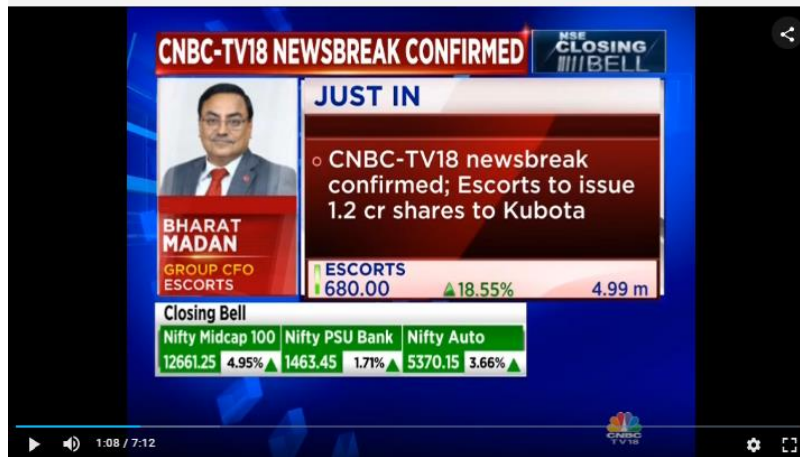 CNBC-TV18 NEWSBREAK CONFIRMED
NSE
CLOSING
BELL
JUST IN
CNBC-TV18 newsbreak
confirmed; Escorts to issue
1.2 cr shares to Kubota
BHARAT
MADAN
GROUP CFO
ESCORTS
ESCORTS
680.00 18.55% 4.99 m
Closing Bell
Nifty Midcap 100 Nifty PSU Bank Nifty Auto
12661.25 4.95% 1463.45 1.71% 5370.15 3.66%
CNBC
TV18
1:08 / 7:12